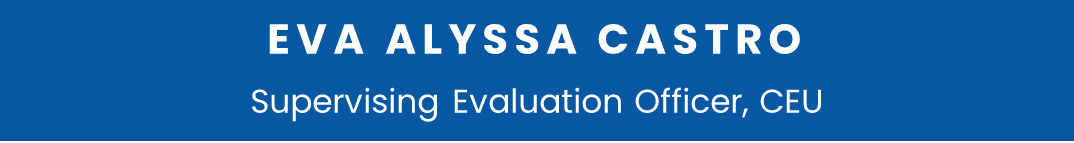 EVA ALYSSA CASTRO
Supervising Evaluation Officer, CEU